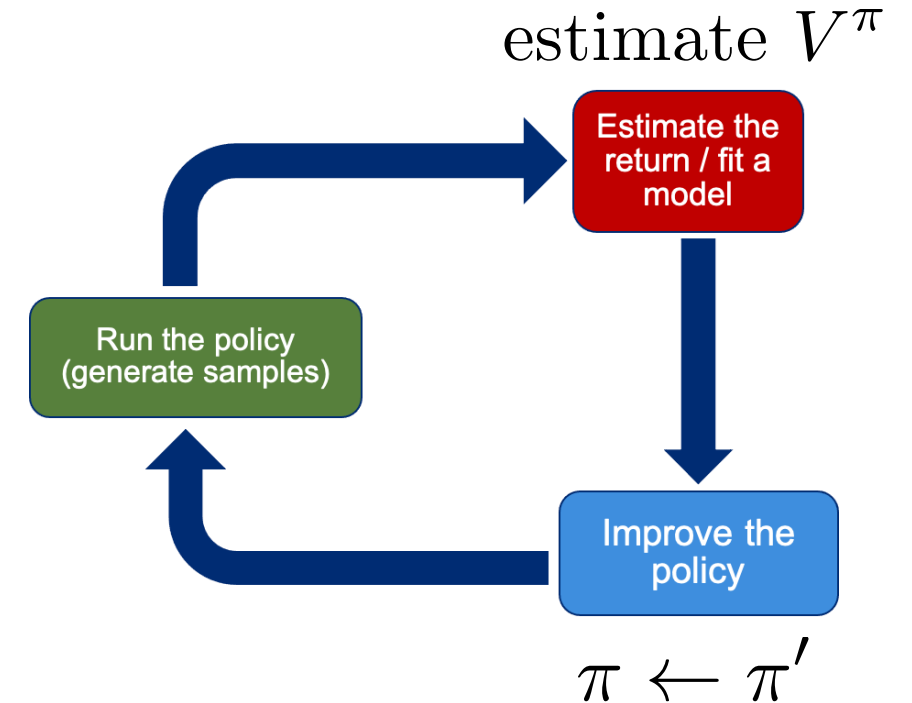 estimate V^π
Estimate the
return / fit a
model
Run the policy
(generate samples)
Improve the
policy
π ← π′